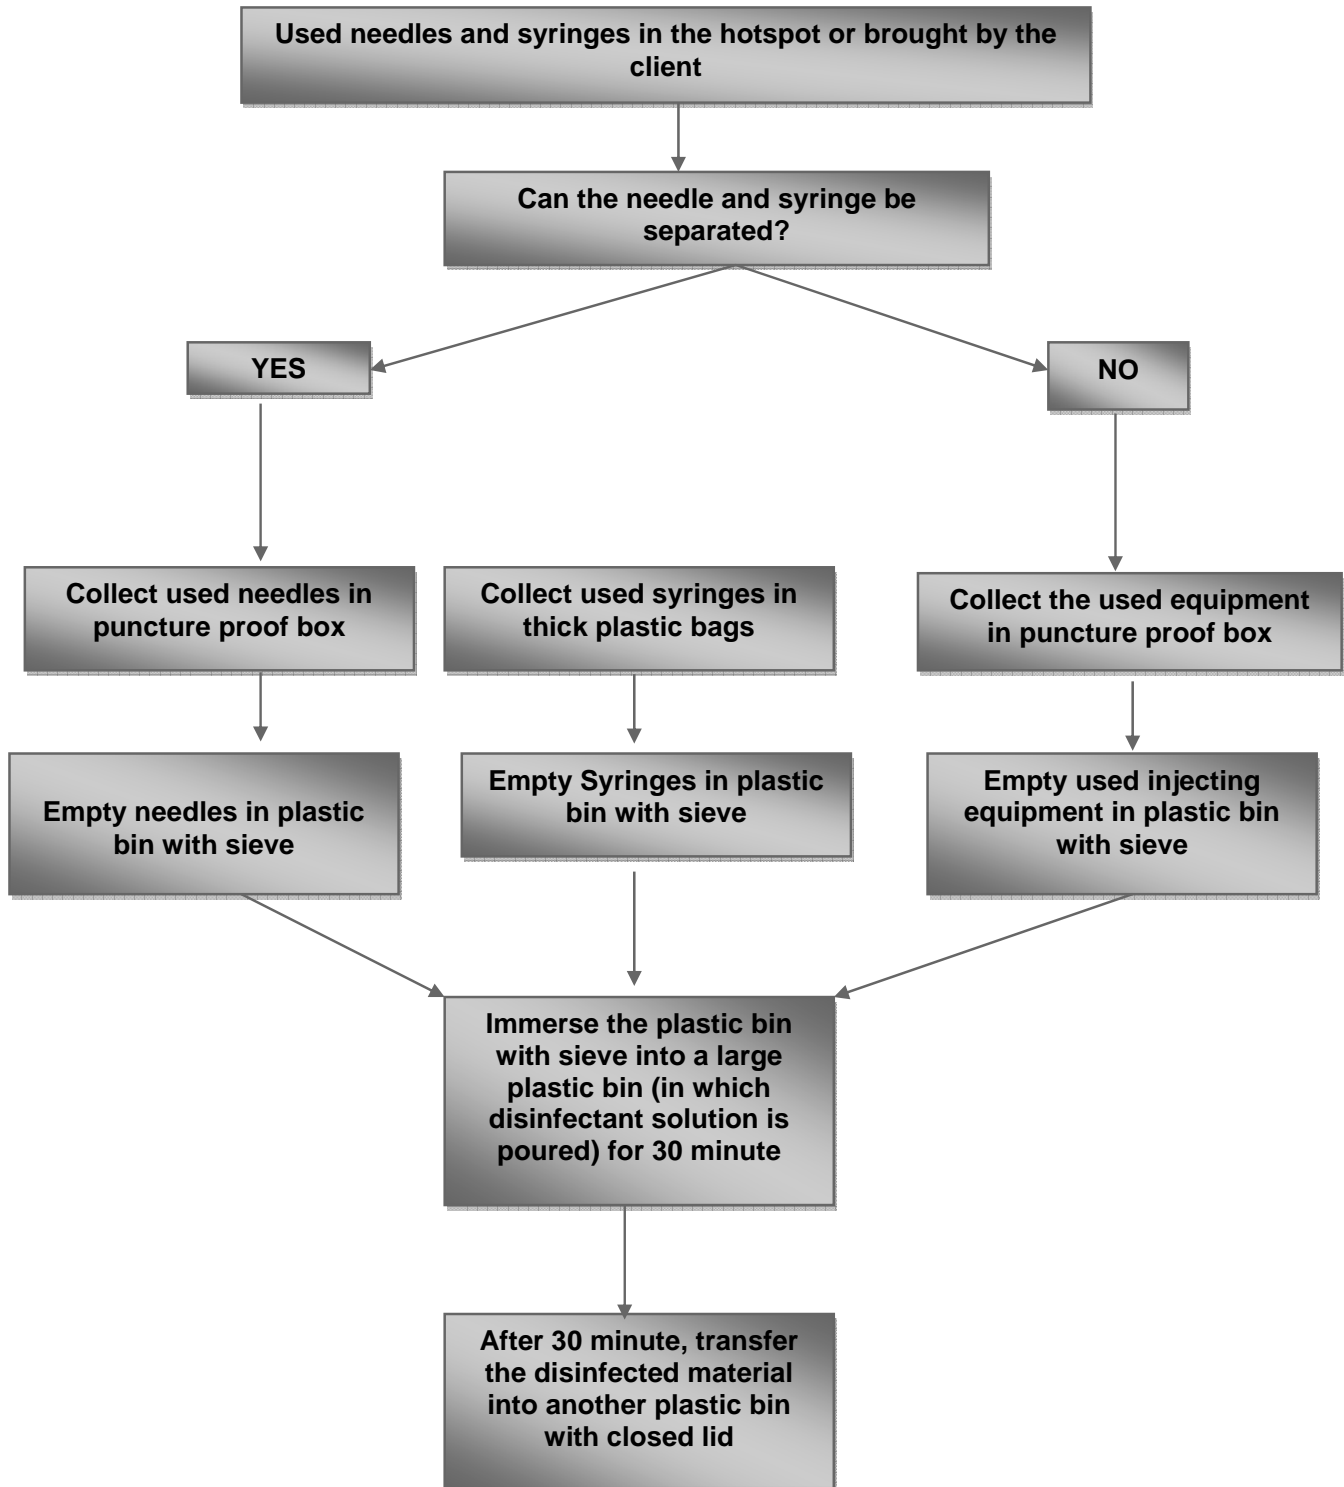 Used needles and syringes in the hotspot or brought by the
client
Can the needle and syringe be
separated?
YES
NO
Collect used needles in
puncture proof box
Collect used syringes in
thick plastic bags
Collect the used equipment
in puncture proof box
Empty needles in plastic
bin with sieve
Empty Syringes in plastic
bin with sieve
Empty used injecting
equipment in plastic bin
with sieve
Immerse the plastic bin
with sieve into a large
plastic bin (in which
disinfectant solution is
poured) for 30 minute
After 30 minute, transfer
the disinfected material
into another plastic bin
with closed lid